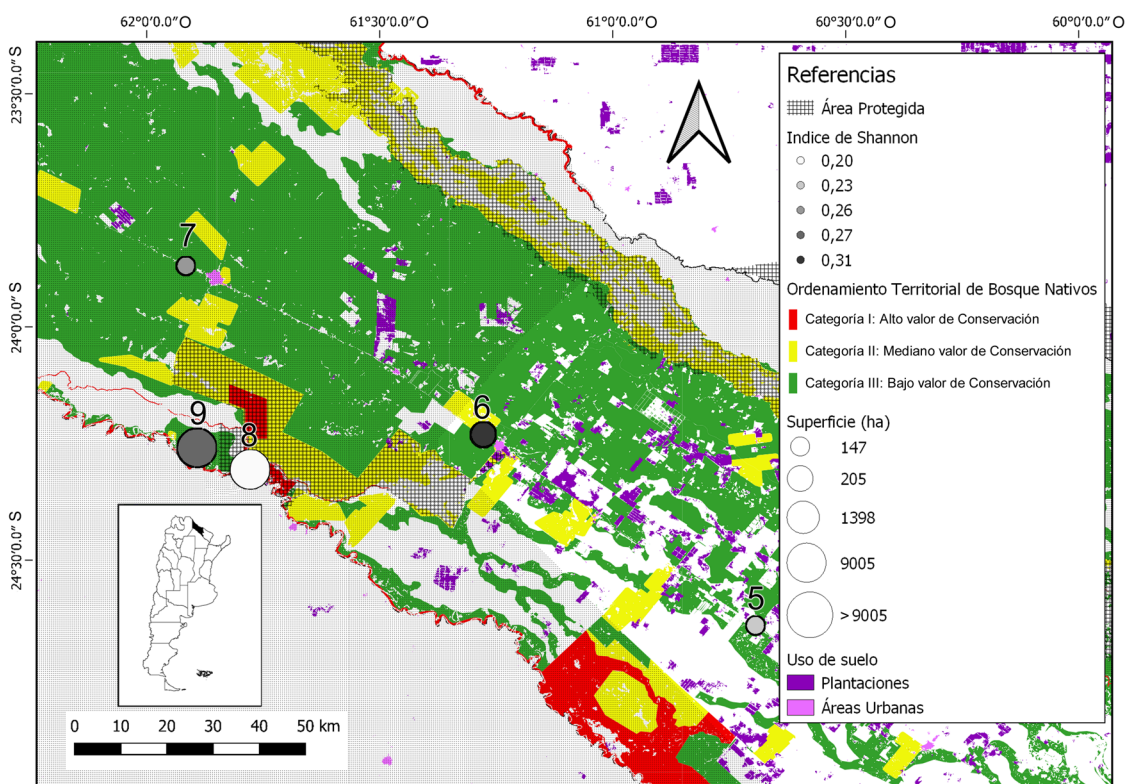 62°0'0.0"O 61°30'0.0"O 61°0'0.0"O 60°30'0.0"O 60°0'0.0"O
23°30'0.0"S
24°0'0.0"S
24°30'0.0"S
7
9
8
6
5
0 10 20 30 40 50 km
Referencias
Área Protegida
Indice de Shannon
0,20
0,23
0,26
0,27
0,31
Ordenamiento Territorial de Bosque Nativos
Categoría I: Alto valor de Conservación
Categoría II: Mediano valor de Conservación
Categoría III: Bajo valor de Conservación
Superficie (ha)
147
205
1398
9005
>9005
Uso de suelo
Plantaciones
Áreas Urbanas